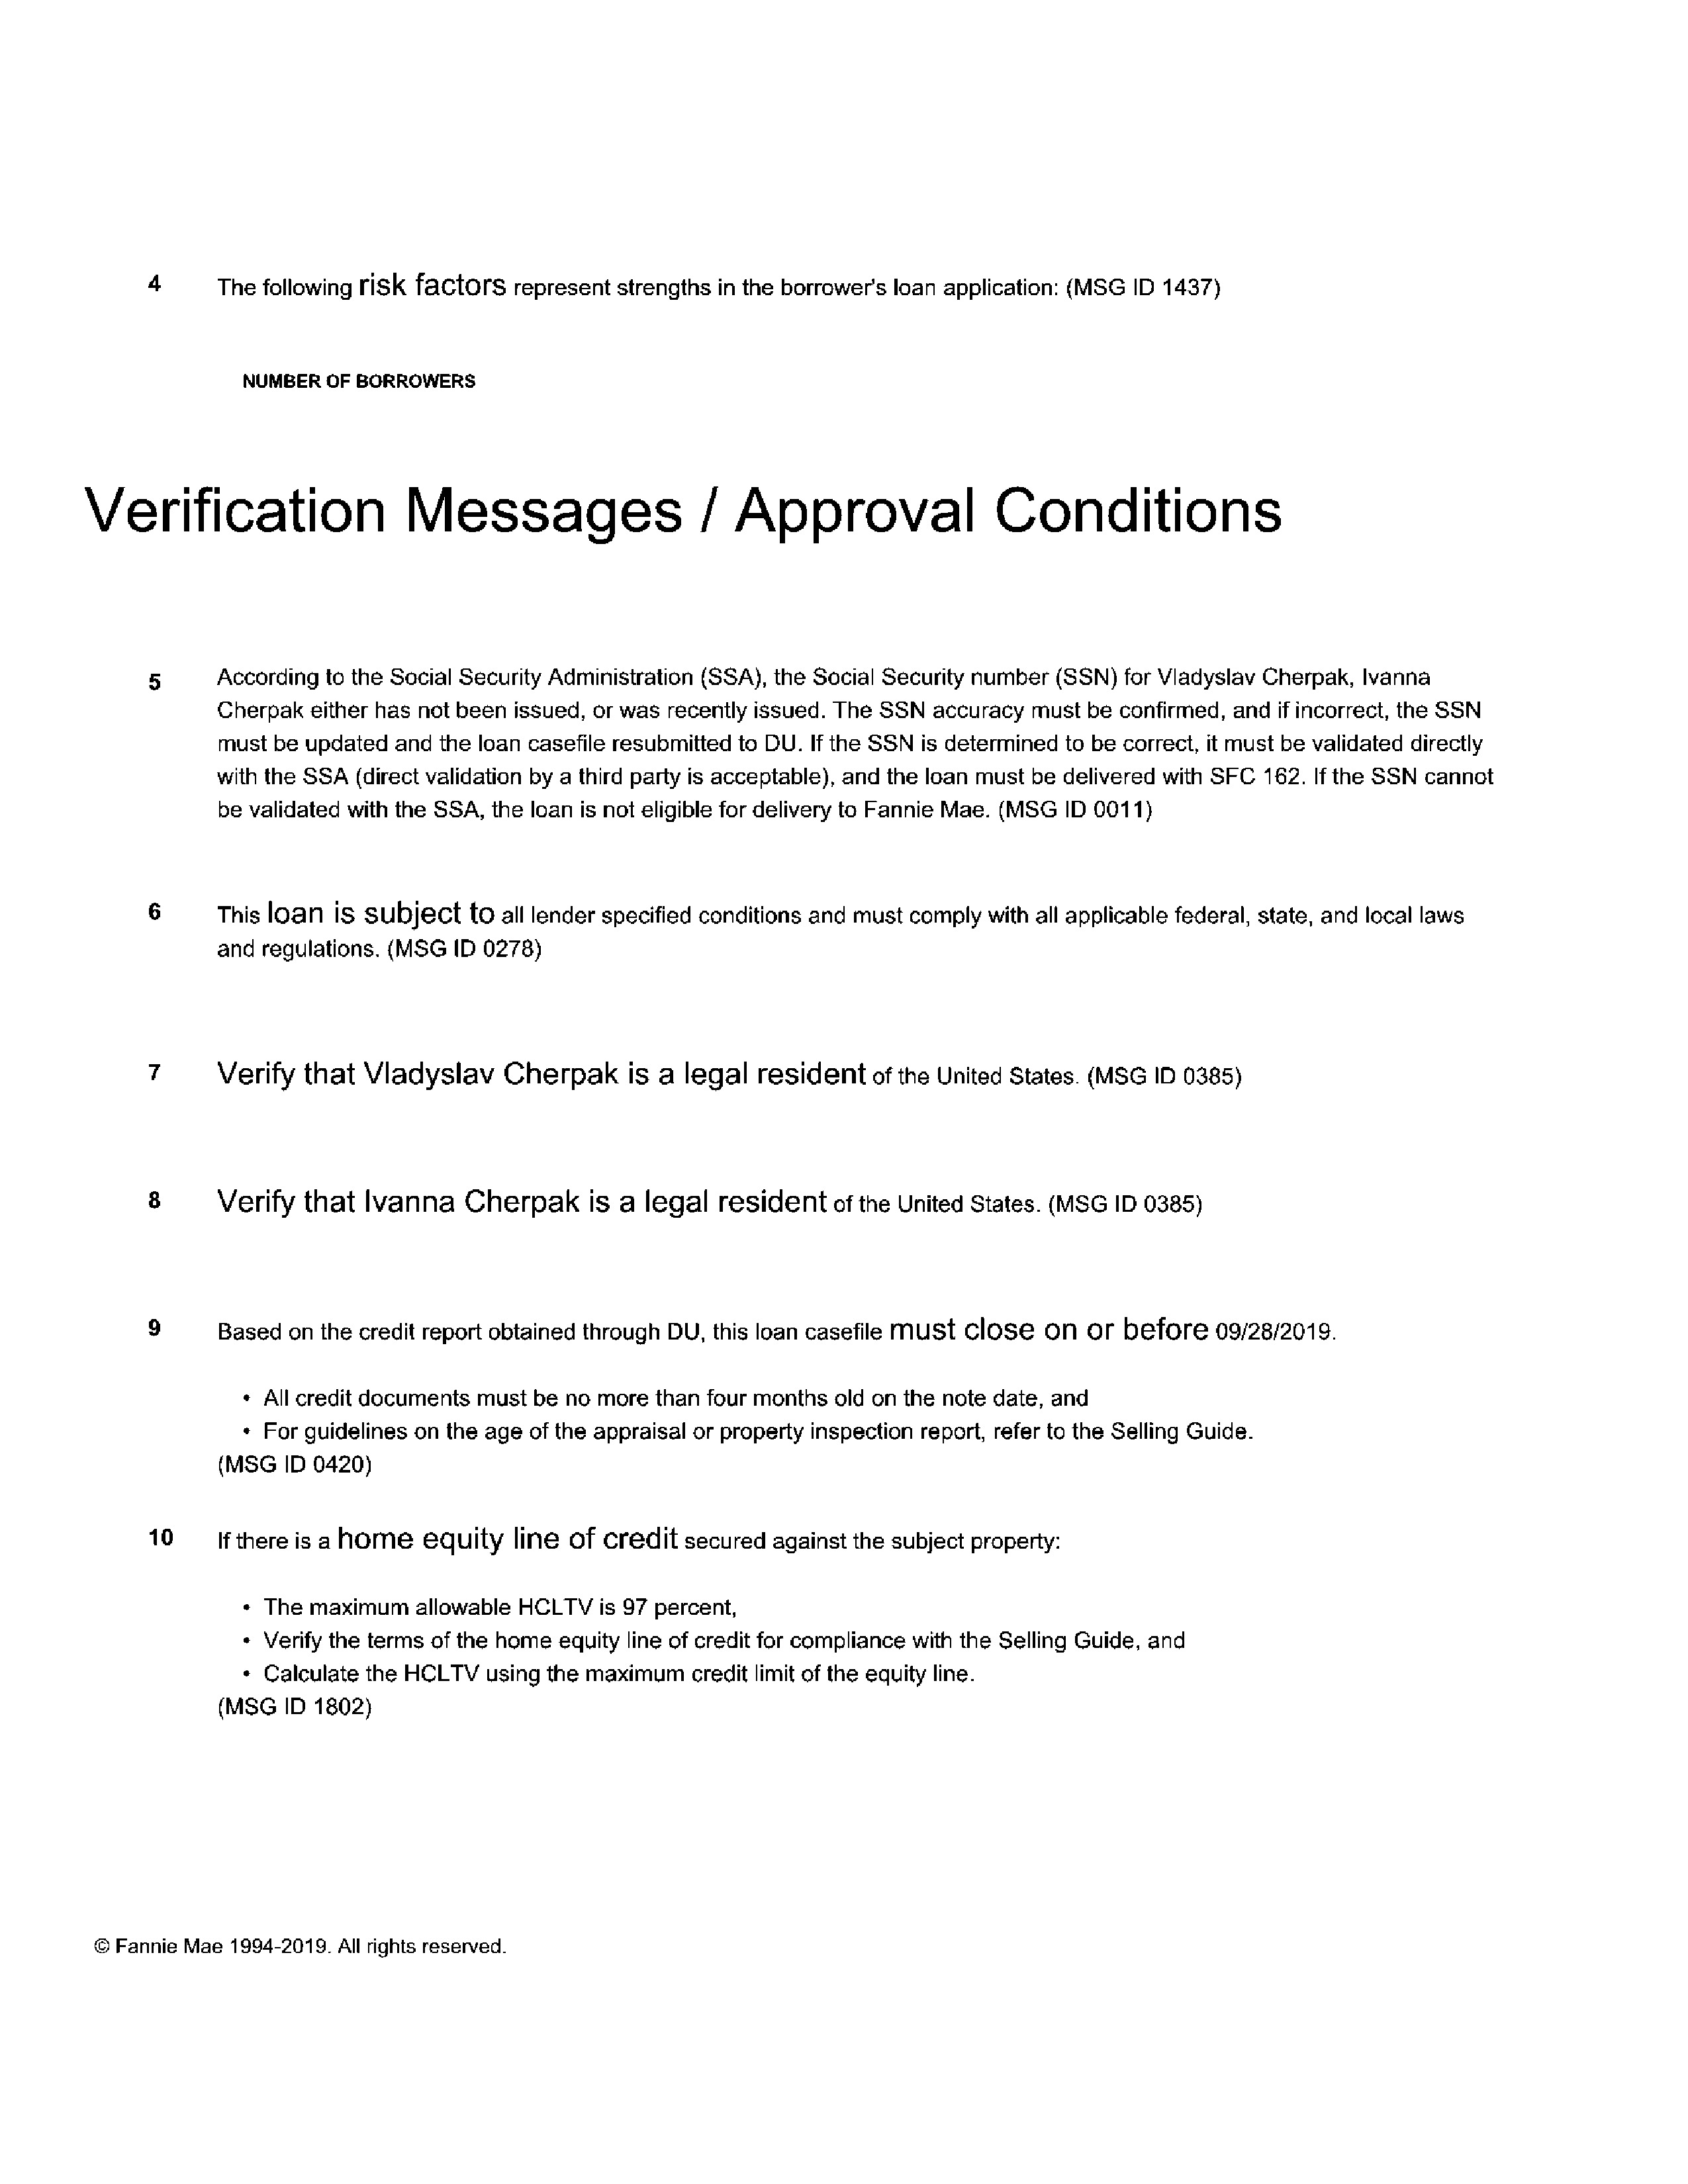 4 The following risk factors represent strengths in the borrower's loan application: (MSG ID 1437)
NUMBER OF BORROWERS
Verification Messages / Approval Conditions
5 According to the Social Security Administration (SSA), the Social Security number (SSN) for Vladyslav Cherpak, Ivanna
Cherpak either has not been issued, or was recently issued. The SSN accuracy must be confirmed, and if incorrect, the SSN
must be updated and the loan casefile resubmitted to DU. If the SSN is determined to be correct, it must be validated directly
with the SSA (direct validation by a third party is acceptable), and the loan must be delivered with SFC 162. If the SSN cannot
be validated with the SSA, the loan is not eligible for delivery to Fannie Mae. (MSG ID 0011)
6 This loan is subject to all lender specified conditions and must comply with all applicable federal, state, and local laws
and regulations. (MSG ID 0278)
7 Verify that Vladyslav Cherpak is a legal resident of the United States. (MSG ID 0385)
8 Verify that Ivanna Cherpak is a legal resident of the United States. (MSG ID 0385)
9 Based on the credit report obtained through DU, this loan casefile must close on or before 09/28/2019.
• All credit documents must be no more than four months old on the note date, and
• For guidelines on the age of the appraisal or property inspection report, refer to the Selling Guide.
(MSG ID 0420)
10 If there is a home equity line of credit secured against the subject property:
• The maximum allowable HCLTV is 97 percent,
• Verify the terms of the home equity line of credit for compliance with the Selling Guide, and
• Calculate the HCLTV using the maximum credit limit of the equity line.
(MSG ID 1802)
© Fannie Mae 1994-2019. All rights reserved.